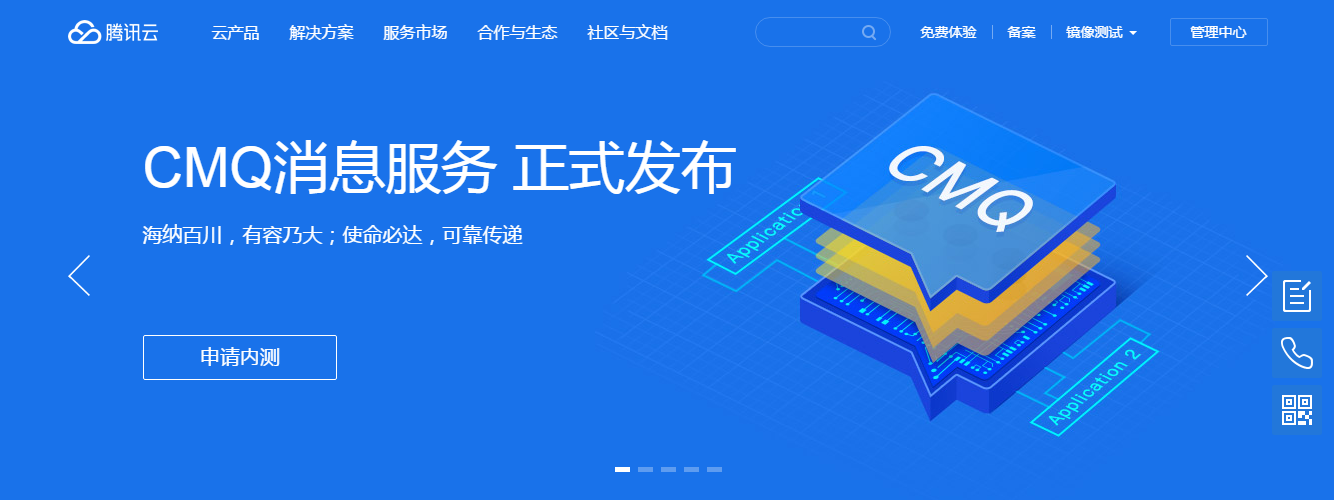 腾讯云
云产品
解决方案
服务市场
合作与生态
社区与文档
免费体验
备案
镜像测试
管理中心
CMQ消息服务 正式发布
海纳百川，有容乃大；使命必达，可靠传递
申请内测
CMQ
Application
Application 2